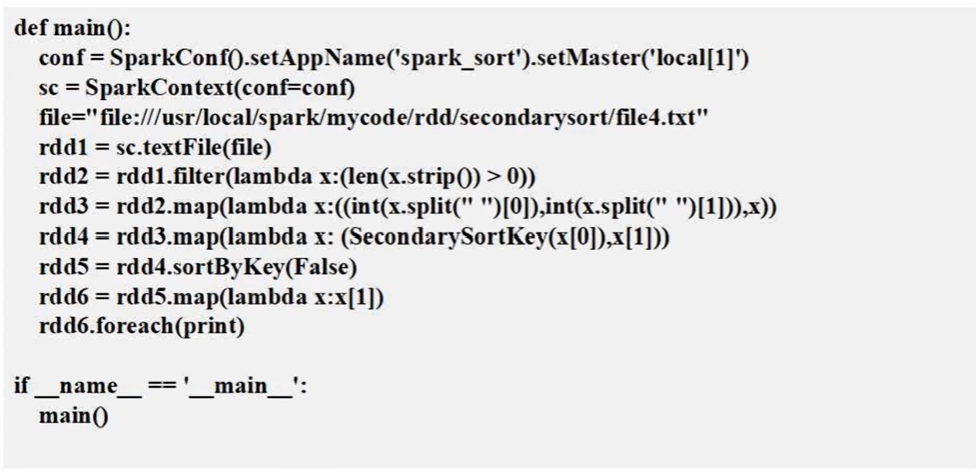 def main():
conf = SparkConf().setAppName('spark_sort').setMaster('local[1]')
sc = SparkContext(conf=conf)
file="file:///usr/local/spark/mycode/rdd/secondarysort/file4.txt"
rdd1 = sc.textFile(file)
rdd2 = rdd1.filter(lambda x:(len(x.strip()) > 0))
rdd3 = rdd2.map(lambda x:((int(x.split(" ")[0]),int(x.split(" ")[1])),x))
rdd4 = rdd3.map(lambda x: (SecondarySortKey(x[0]),x[1]))
rdd5 = rdd4.sortByKey(False)
rdd6 = rdd5.map(lambda x:x[1])
rdd6.foreach(print)
if __name__ == '__main__':
main()